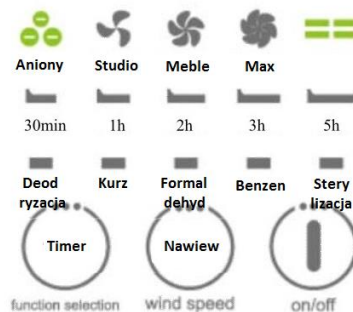 Aniony Studio Meble Max
30min 1h 2h 3h 5h
Deod Kurz Formal Benzen Stery
ryzacja dehyd lizacja
Timer Nawiew
function selection wind speed on/off